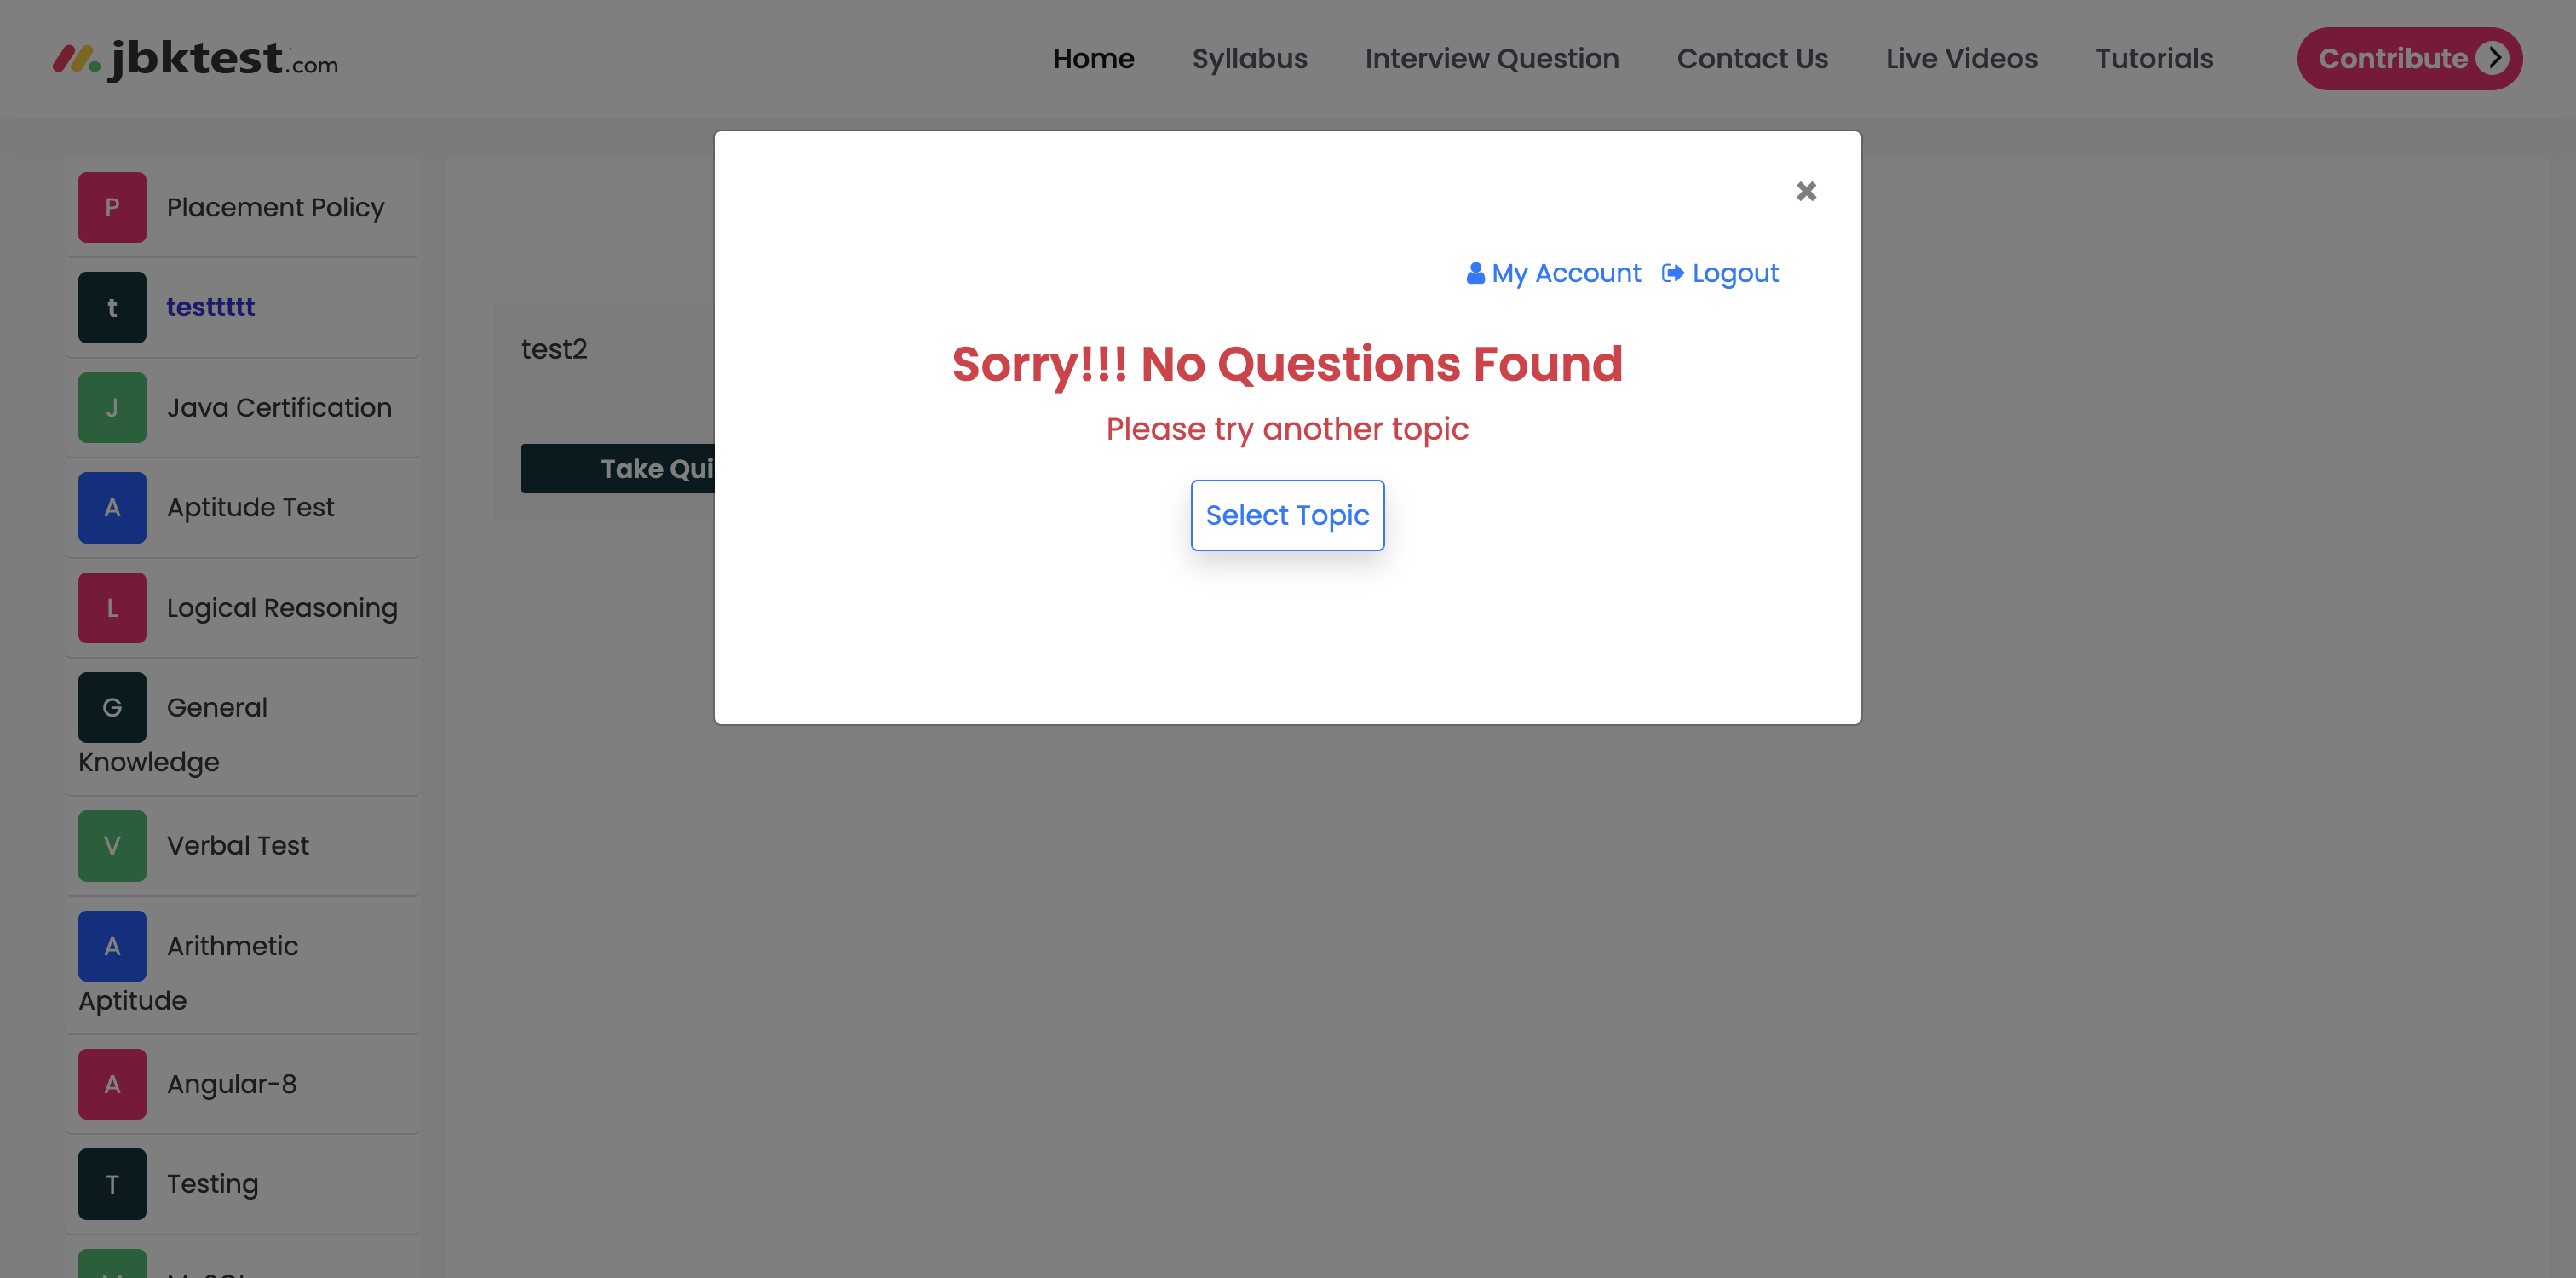 jbktest.com
Home Syllabus Interview Question Contact Us Live Videos Tutorials Contribute
P Placement Policy
t testtttt
J Java Certification
A Aptitude Test
L Logical Reasoning
G General
Knowledge
V Verbal Test
A Arithmetic
Aptitude
A Angular-8
T Testing
test2
Take Qui
My Account Logout
Sorry!!! No Questions Found
Please try another topic
Select Topic